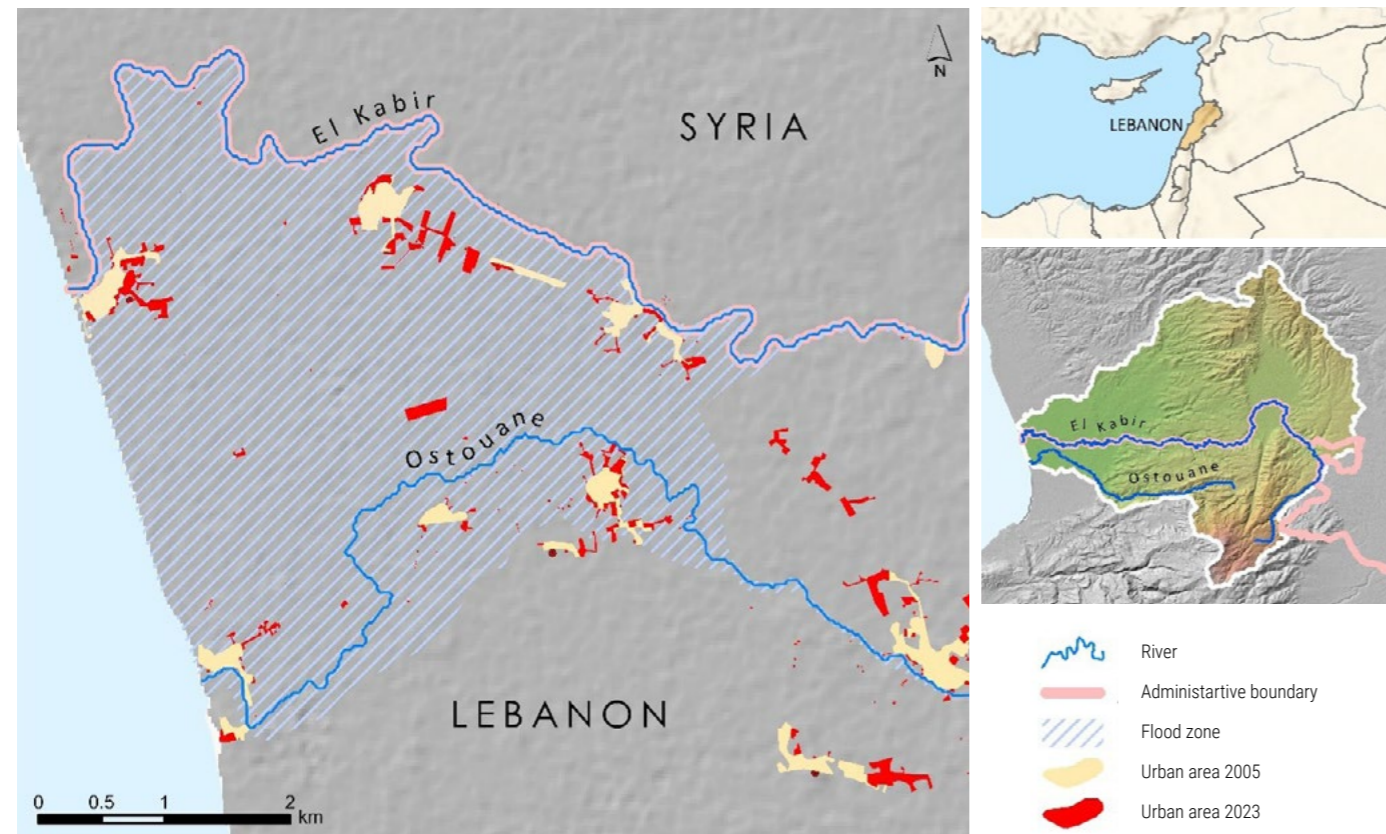 N
El Kabir
SYRIA
Ostouane
LEBANON
0 0.5 1 2
km
LEBANON
El Kabir
Ostouane
River
Administartive boundary
Flood zone
Urban area 2005
Urban area 2023